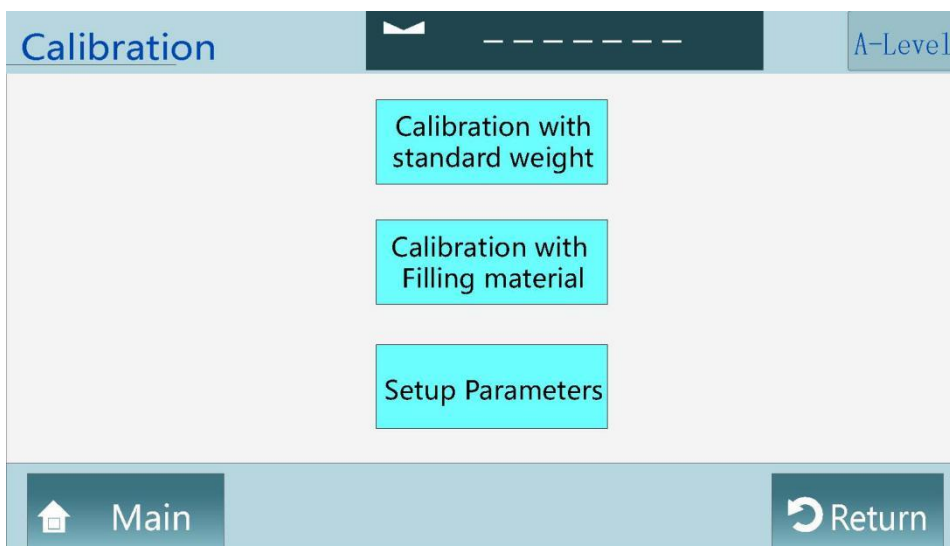 Calibration
_ _ _ _ _ _ _
A-Level
Calibration with
standard weight
Calibration with
Filling material
Setup Parameters
Main
Return